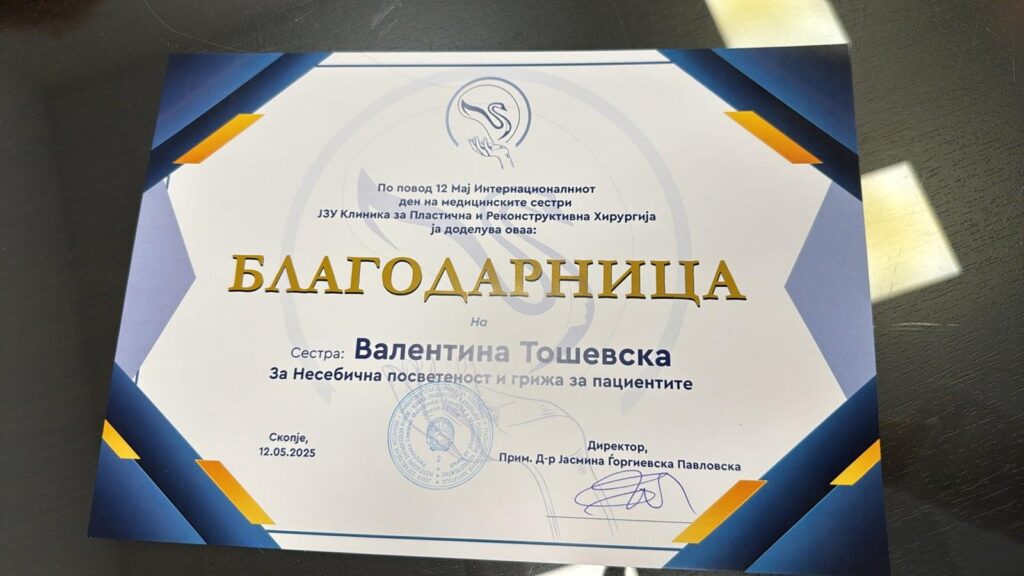 По повод 12 Мај Интернационалниот
ден на медицинските сестри
ЈЗУ Клиника за Пластична и Реконструктивна Хирургија
ја доделува оваа:
БЛАГОДАРНИЦА
На
Сестра: Валентина Тошевска
За Несебична посветеност и грижа за пациентите
Скопје,
12.05.2025
Директор,
Прим. Д-р Јасмина Ѓоргиевска Павловска